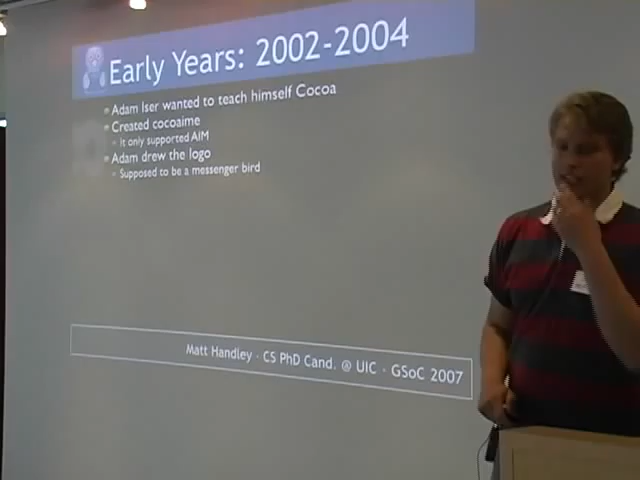 Early Years: 2002-2004
Adam Iser wanted to teach himself Cocoa
Created cocoaime
It only supported AIM
Adam drew the logo
Supposed to be a messenger bird
Matt Handley · CS PhD Cand. @ UIC · GSoC 2007